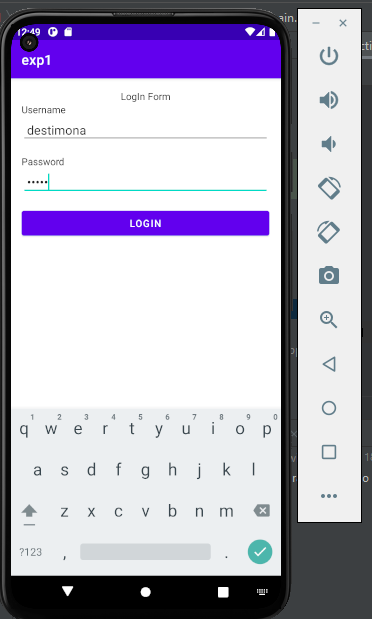 12:49
exp1
LogIn Form
Username
destimona
Password
•••••
LOGIN
1 2 3 4 5 6 7 8 9 0
q w e r t y u i o p
a s d f g h j k l
z x c v b n m
?123 , .